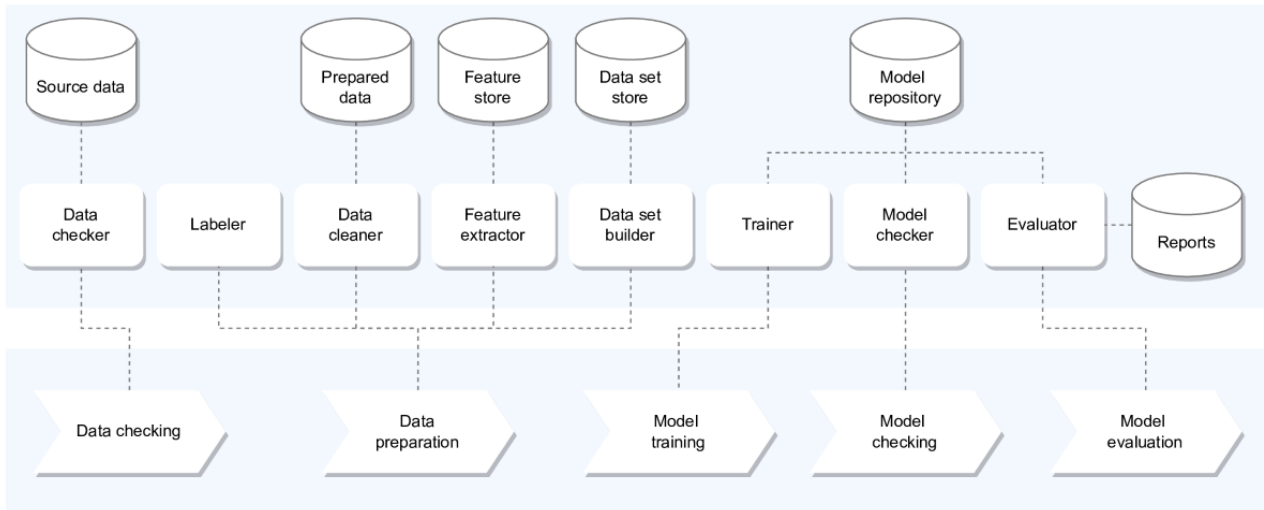 Source data
Prepared
data
Feature
store
Data set
store
Model
repository
Data
checker
Labeler
Data
cleaner
Feature
extractor
Data set
builder
Trainer
Model
checker
Evaluator
Reports
Data checking
Data
preparation
Model
training
Model
checking
Model
evaluation